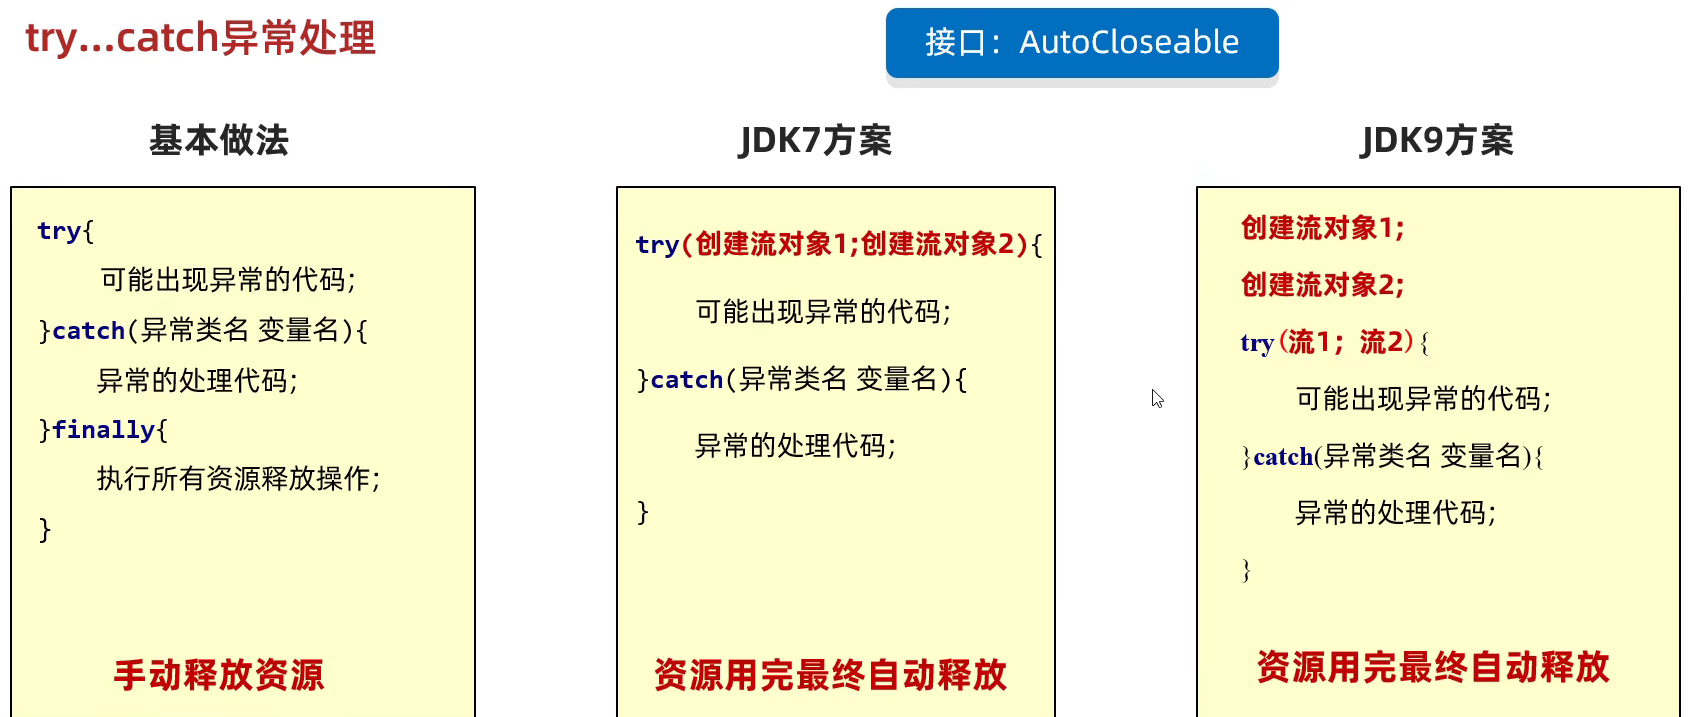 try...catch异常处理
接口：AutoCloseable
基本做法
try{
可能出现异常的代码;
}catch(异常类名 变量名){
异常的处理代码;
}finally{
执行所有资源释放操作;
}
手动释放资源
JDK7方案
try(创建流对象1;创建流对象2){
可能出现异常的代码;
}catch(异常类名 变量名){
异常的处理代码;
}
资源用完最终自动释放
JDK9方案
创建流对象1;
创建流对象2;
try(流1；流2){
可能出现异常的代码;
}catch(异常类名 变量名){
异常的处理代码;
}
资源用完最终自动释放